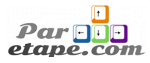 ↑
Par ← ↓ →
etape.com